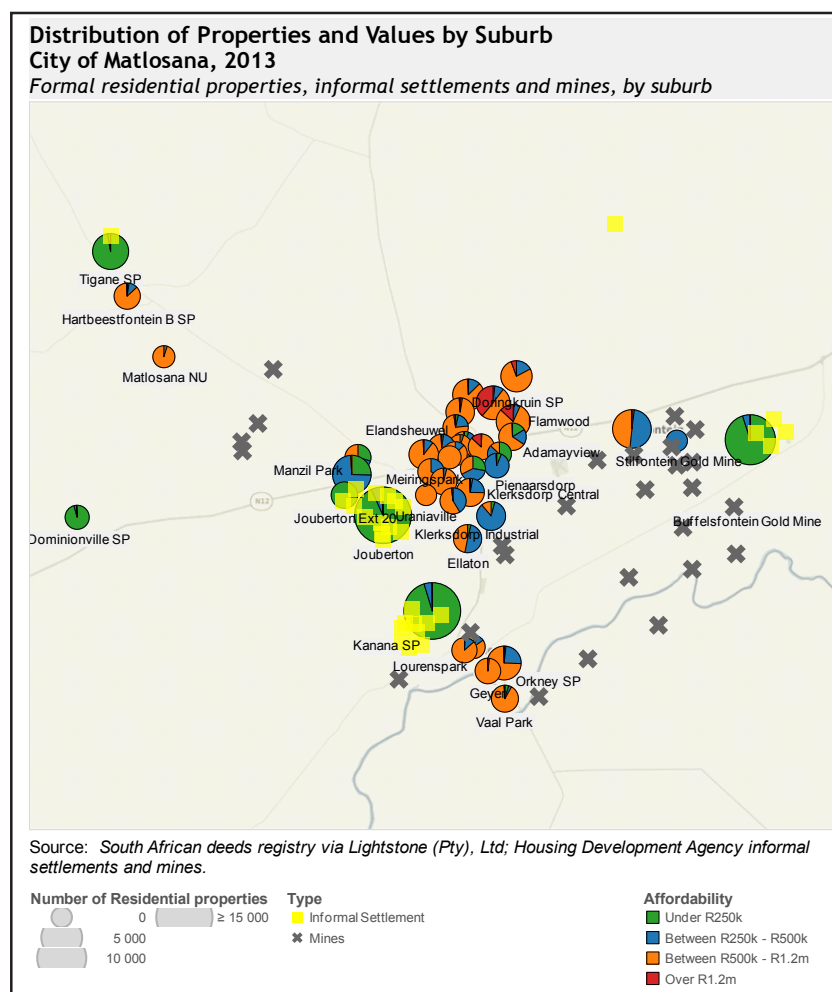 Distribution of Properties and Values by Suburb
City of Matlosana, 2013
Formal residential properties, informal settlements and mines, by suburb
Tigane SP
Hartbeestfontein B SP
Matlosana NU
Doringkruin SP
Flamwood
Elandsheuwel
Adamayview
Stilfontein Gold Mine
Manzil Park
Meiringspark
Pienaarsdorp
Klerksdorp Central
N12
Jouberton Ext 20
Uraniaville
Buffelsfontein Gold Mine
Dominionville SP
Klerksdorp Industrial
Jouberton
Ellaton
Kanana SP
Lourenspark
Orkney SP
Geyer
Vaal Park
Source: South African deeds registry via Lightstone (Pty), Ltd; Housing Development Agency informal
settlements and mines.
Number of Residential properties
0
≥ 15 000
5 000
10 000
Type
Informal Settlement
Mines
Affordability
Under R250k
Between R250k - R500k
Between R500k - R1.2m
Over R1.2m